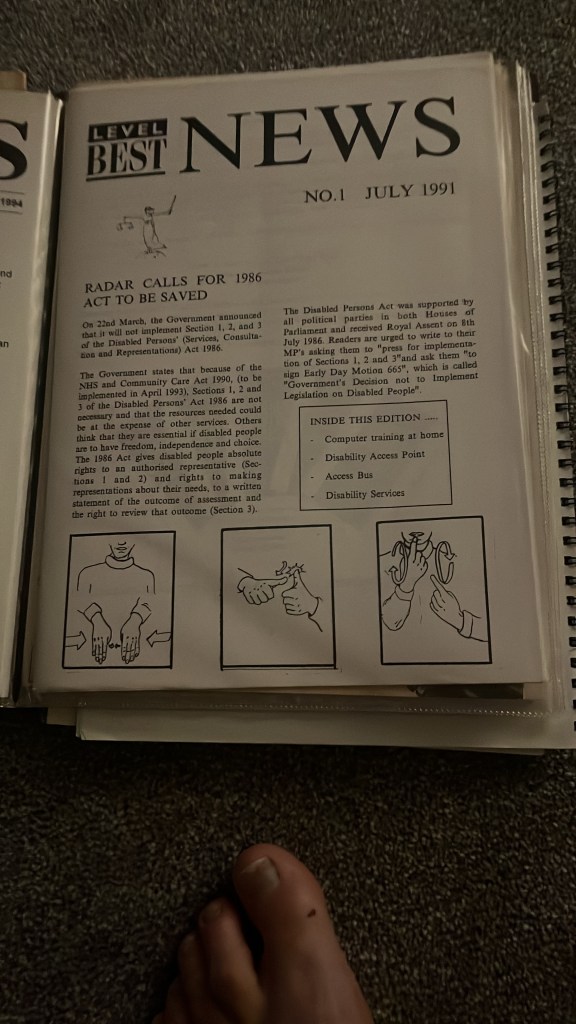 S
1994
nd
an
LEVEL
BEST
NEWS
NO.1 JULY 1991
RADAR CALLS FOR 1986
ACT TO BE SAVED
On 22nd March, the Government announced
that it will not implement Section 1, 2, and 3
of the Disabled Persons' (Services, Consulta-
tion and Representations) Act 1986.
The Government states that because of the
NHS and Community Care Act 1990, (to be
implemented in April 1993), Sections 1, 2 and
3 of the Disabled Persons' Act 1986 are not
necessary and that the resources needed could
be at the expense of other services. Others
think that they are essential if disabled people
are to have freedom, independence and choice.
The 1986 Act gives disabled people absolute
rights to an authorised representative (Sec-
tions 1 and 2) and rights to making
representations about their needs, to a written
statement of the outcome of assessment and
the right to review that outcome (Section 3).
The Disabled Persons Act was supported by
all political parties in both Houses of
Parliament and received Royal Assent on 8th
July 1986. Renders are urged to write to their
MP's asking them to "press for implementa-
tion of Sections 1, 2 and 3"and ask them "to
sign Early Day Motion 665", which is called
"Government's Decision not to Implement
Legislation on Disabled People".
INSIDE THIS EDITION .....
- Computer training at home
- Disability Access Point
- Access Bus
- Disability Services